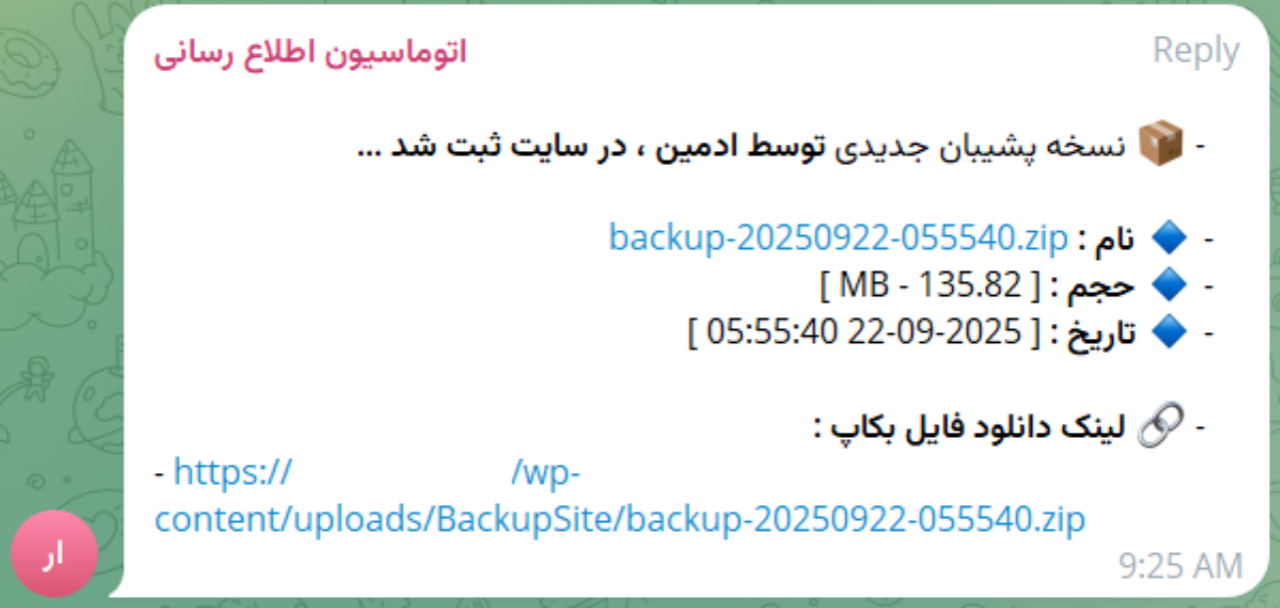 اتوماسیون اطلاع رسانی
Reply
- 📦 نسخه پشیبان جدیدی توسط ادمین ، در سایت ثبت شد ...
- 🔷 نام : backup-20250922-055540.zip
- 🔷 حجم : [ MB - 135.82 ]
- 🔷 تاریخ : [ 05:55:40 22-09-2025 ]
- 🔗 لینک دانلود فایل بکاپ :
- https:// /wp-
content/uploads/BackupSite/backup-20250922-055540.zip
ار
9:25 AM